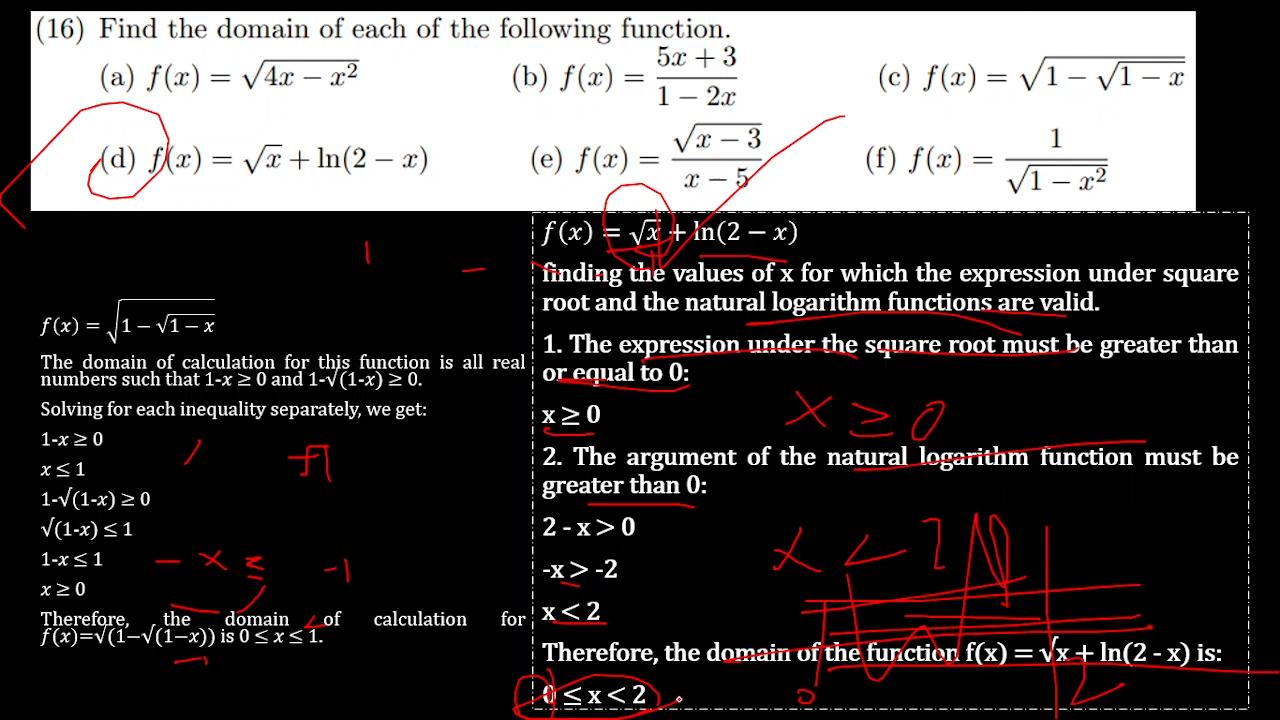 (16) Find the domain of each of the following function.
(a) f(x) = √(4x − x²) (b) f(x) = (5x + 3)/(1 − 2x) (c) f(x) = √(1 − √(1 − x))
(d) f(x) = √x + ln(2 − x) (e) f(x) = √(x − 3)/(x − 5) (f) f(x) = 1/√(1 − x²)
f(x) = √(1 − √(1 − x))
The domain of calculation for this function is all real
numbers such that 1-x ≥ 0 and 1-√(1-x) ≥ 0.
Solving for each inequality separately, we get:
1-x ≥ 0
x ≤ 1
1-√(1-x) ≥ 0
√(1-x) ≤ 1
1-x ≤ 1
x ≥ 0
Therefore, the domain of calculation for
f(x)=√(1−√(1−x)) is 0 ≤ x ≤ 1.
f(x) = √x + ln(2 − x)
finding the values of x for which the expression under square
root and the natural logarithm functions are valid.
1. The expression under the square root must be greater than
or equal to 0:
x ≥ 0
x ≥ 0
2. The argument of the natural logarithm function must be
greater than 0:
2 - x > 0
-x > -2
x < 2
x < 2
Therefore, the domain of the function f(x) = √x + ln(2 - x) is:
0 ≤ x < 2
0 2